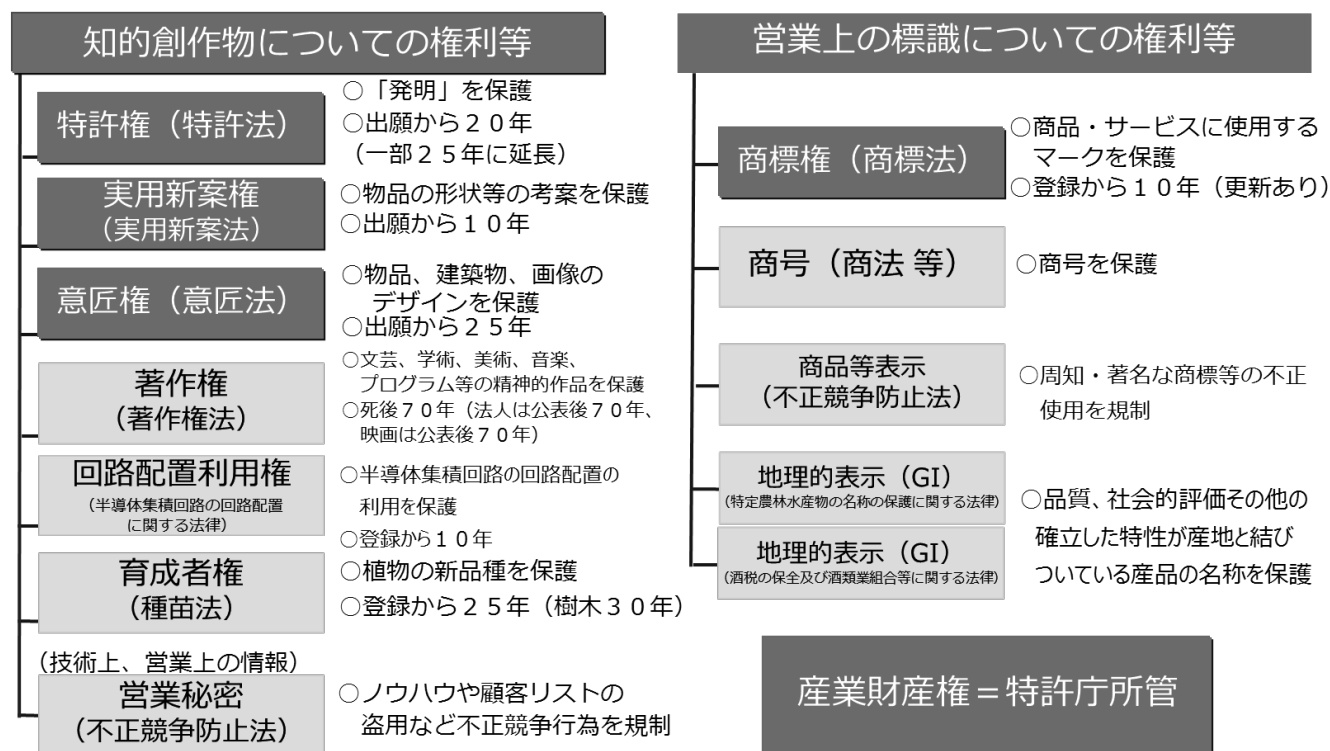 知的創作物についての権利等
特許権（特許法）
○「発明」を保護
○出願から２０年
（一部２５年に延長）
実用新案権
（実用新案法）
○物品の形状等の考案を保護
○出願から１０年
意匠権（意匠法）
○物品、建築物、画像の
デザインを保護
○出願から２５年
著作権
（著作権法）
○文芸、学術、美術、音楽、
プログラム等の精神的作品を保護
○死後７０年（法人は公表後７０年、
映画は公表後７０年）
回路配置利用権
（半導体集積回路の回路配置
に関する法律）
○半導体集積回路の回路配置の
利用を保護
○登録から１０年
育成者権
（種苗法）
○植物の新品種を保護
○登録から２５年（樹木３０年）
（技術上、営業上の情報）
営業秘密
（不正競争防止法）
○ノウハウや顧客リストの
盗用など不正競争行為を規制
営業上の標識についての権利等
商標権（商標法）
○商品・サービスに使用する
マークを保護
○登録から１０年（更新あり）
商号（商法 等）
○商号を保護
商品等表示
（不正競争防止法）
○周知・著名な商標等の不正
使用を規制
地理的表示（GI）
（特定農林水産物の名称の保護に関する法律）
地理的表示（GI）
（酒税の保全及び酒類業組合等に関する法律）
○品質、社会的評価その他の
確立した特性が産地と結び
ついている産品の名称を保護
産業財産権＝特許庁所管